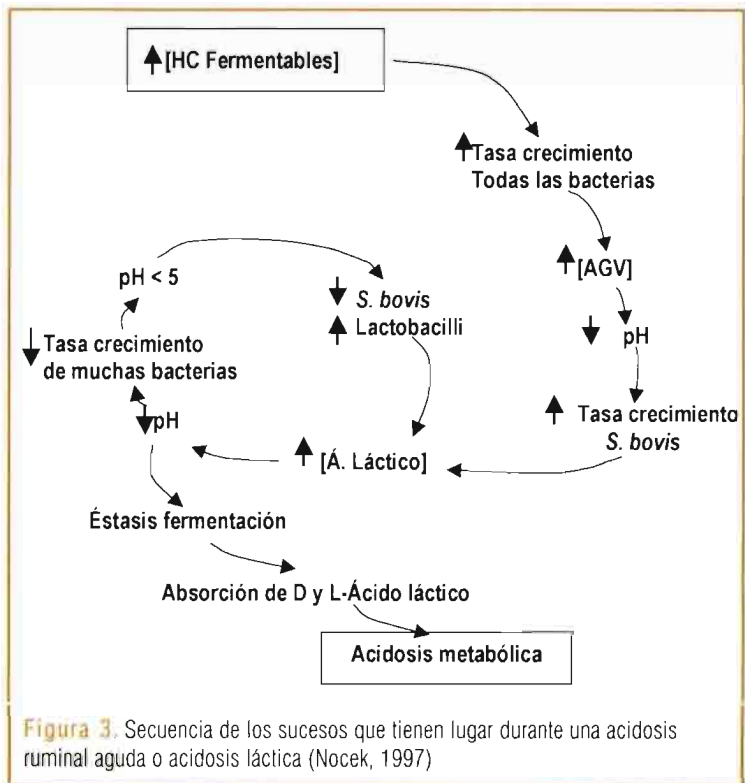 [HC Fermentables]
Tasa crecimiento
Todas las bacterias
[AGV]
pH
Tasa crecimiento
S. bovis
[Á. Láctico]
pH
Tasa crecimiento
de muchas bacterias
pH < 5
S. bovis
Lactobacilli
Éstasis fermentación
Absorción de D y L-Ácido láctico
Acidosis metabólica
Figura 3. Secuencia de los sucesos que tienen lugar durante una acidosis
ruminal aguda o acidosis láctica (Nocek, 1997)